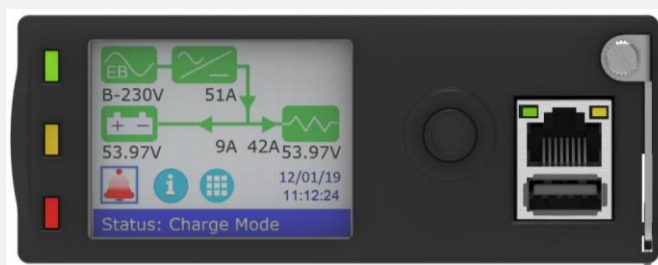 EB
B-230V 51A
53.97V 9A 42A 53.97V
i
12/01/19
11:12:24
Status: Charge Mode